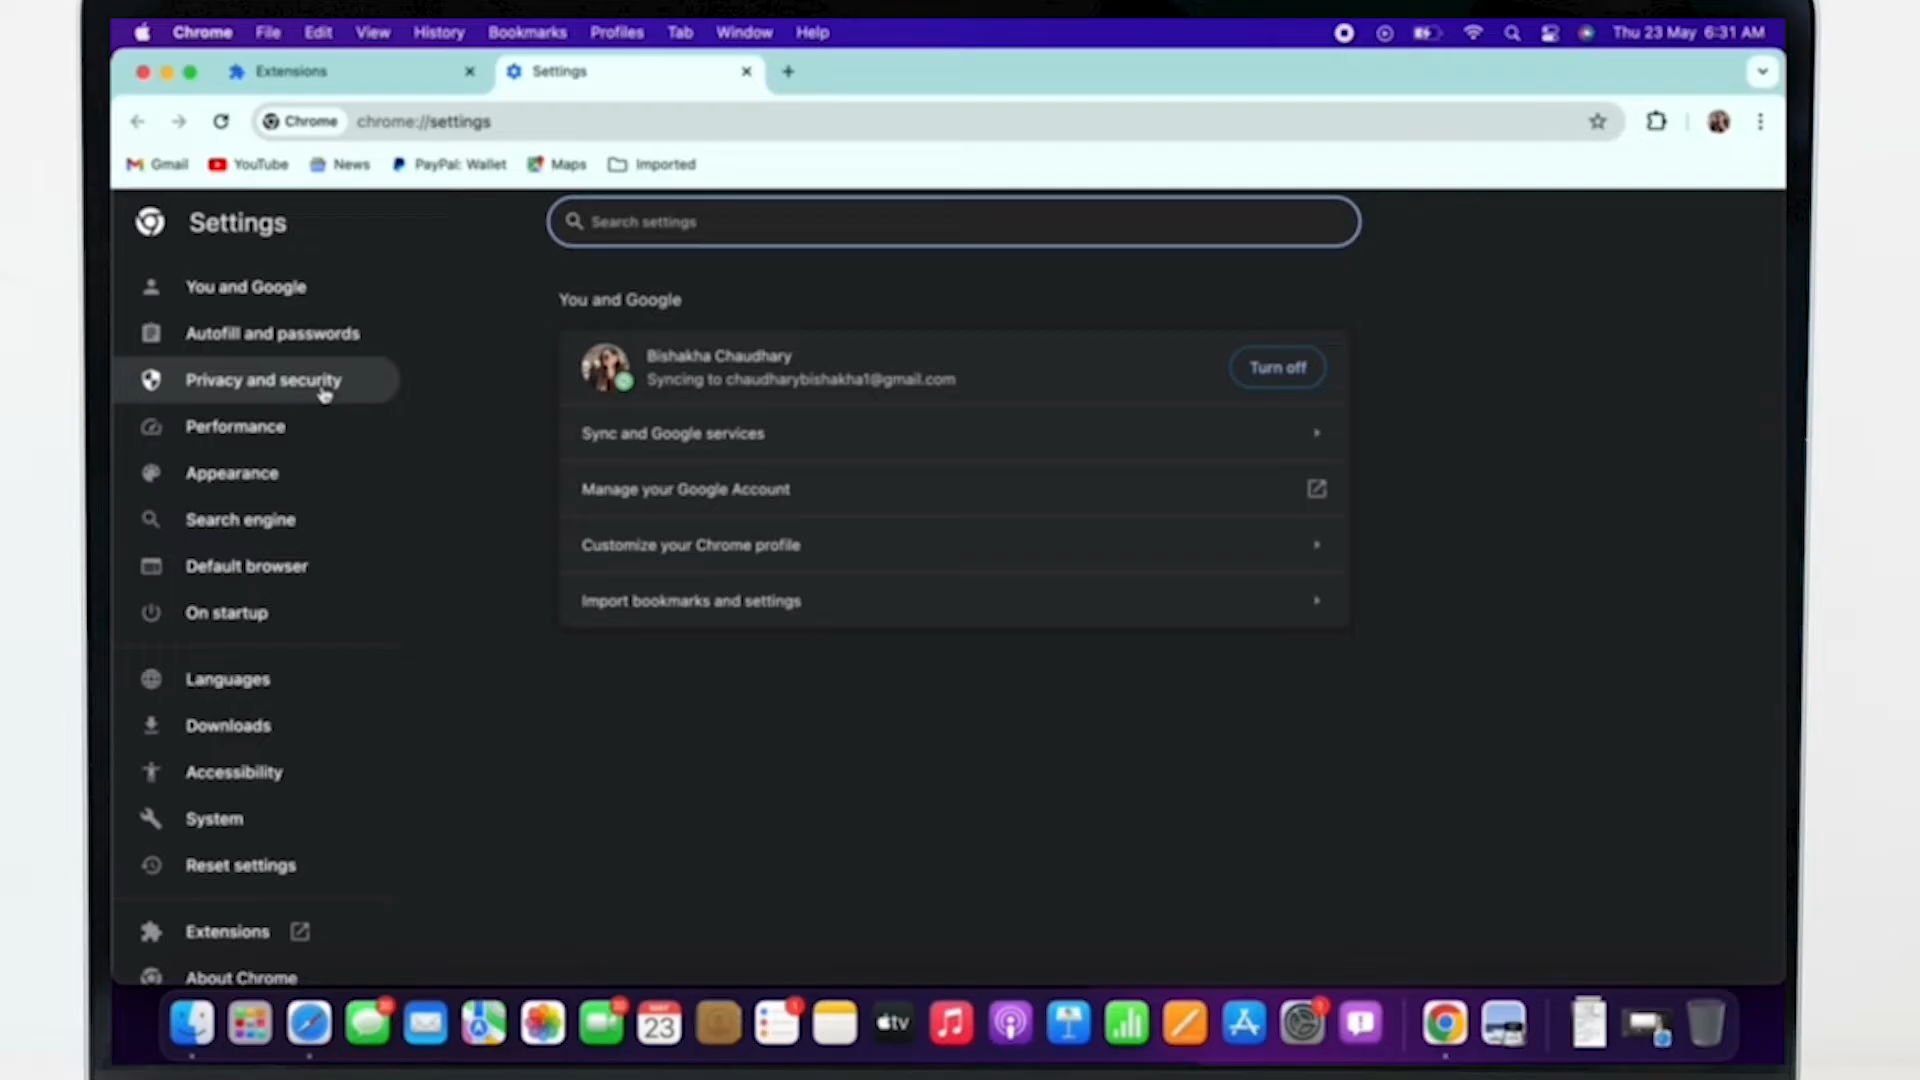 Chrome File Edit View History Bookmarks Profiles Tab Window Help Thu 23 May 6:31 AM
Extensions Settings
Chrome chrome://settings
Gmail YouTube News PayPal: Wallet Maps Imported
Settings
Search settings
You and Google
Autofill and passwords
Privacy and security
Performance
Appearance
Search engine
Default browser
On startup
Languages
Downloads
Accessibility
System
Reset settings
Extensions
About Chrome
You and Google
Bishakha Chaudhary
Syncing to chaudharybishakha1@gmail.com
Turn off
Sync and Google services
Manage your Google Account
Customize your Chrome profile
Import bookmarks and settings
23
tv